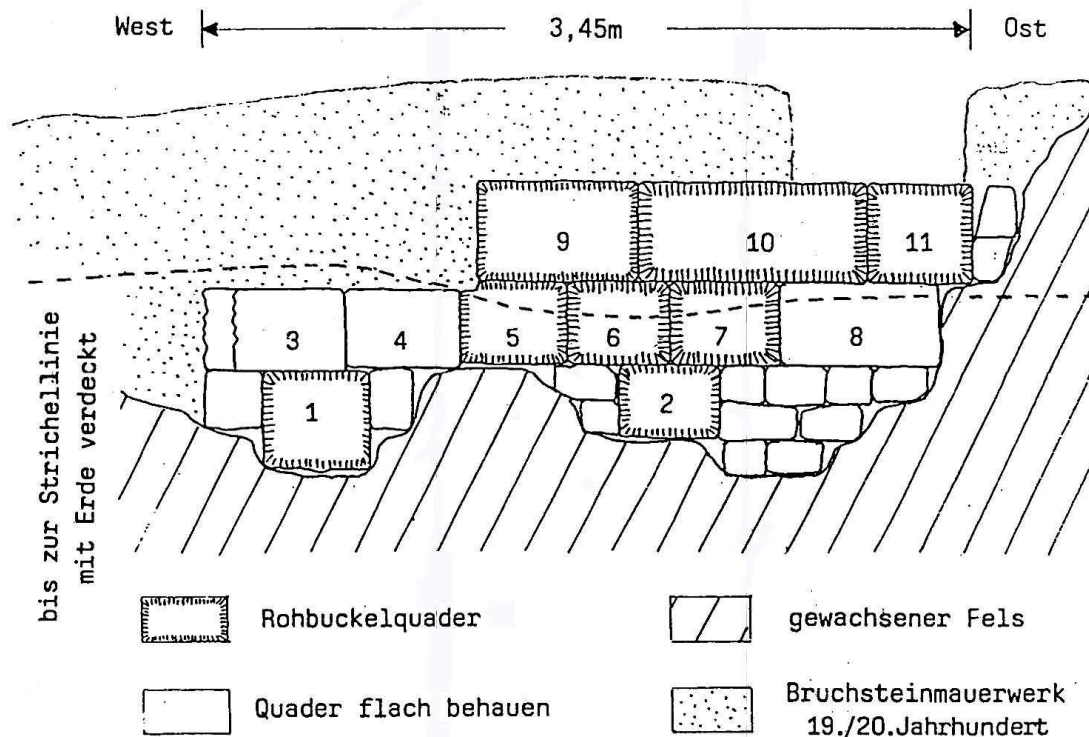 West 3,45m Ost
9 10 11
3 4 5 6 7 8
1 2
bis zur Strichellinie
mit Erde verdeckt
Rohbuckelquader
gewachsener Fels
Quader flach behauen
Bruchsteinmauerwerk
19./20.Jahrhundert